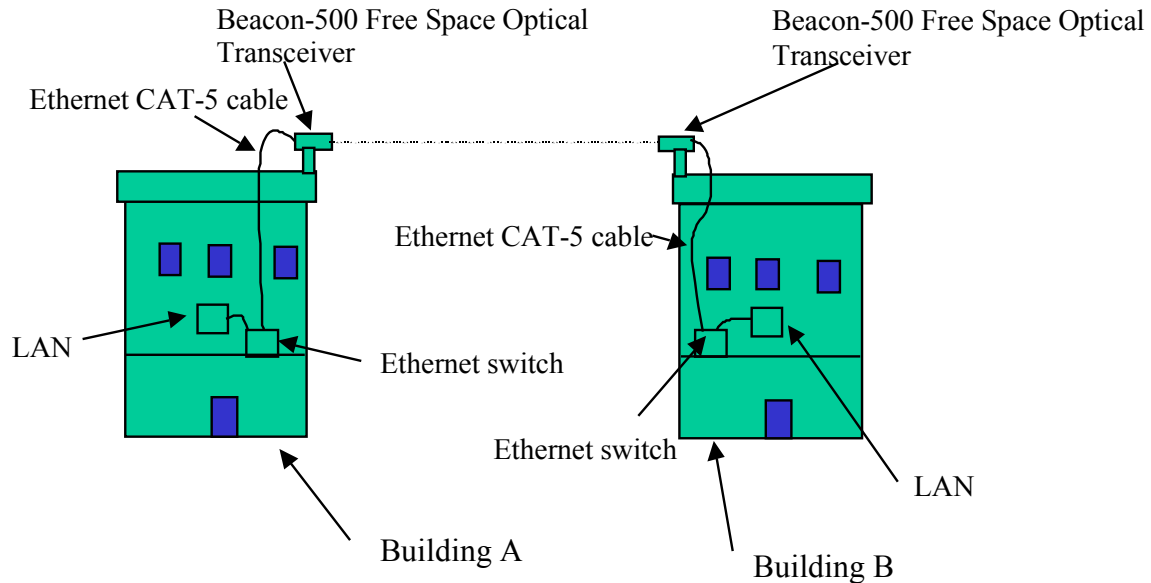 Beacon-500 Free Space Optical
Transceiver
Beacon-500 Free Space Optical
Transceiver
Ethernet CAT-5 cable
Ethernet CAT-5 cable
LAN
Ethernet switch
Ethernet switch
LAN
Building A
Building B